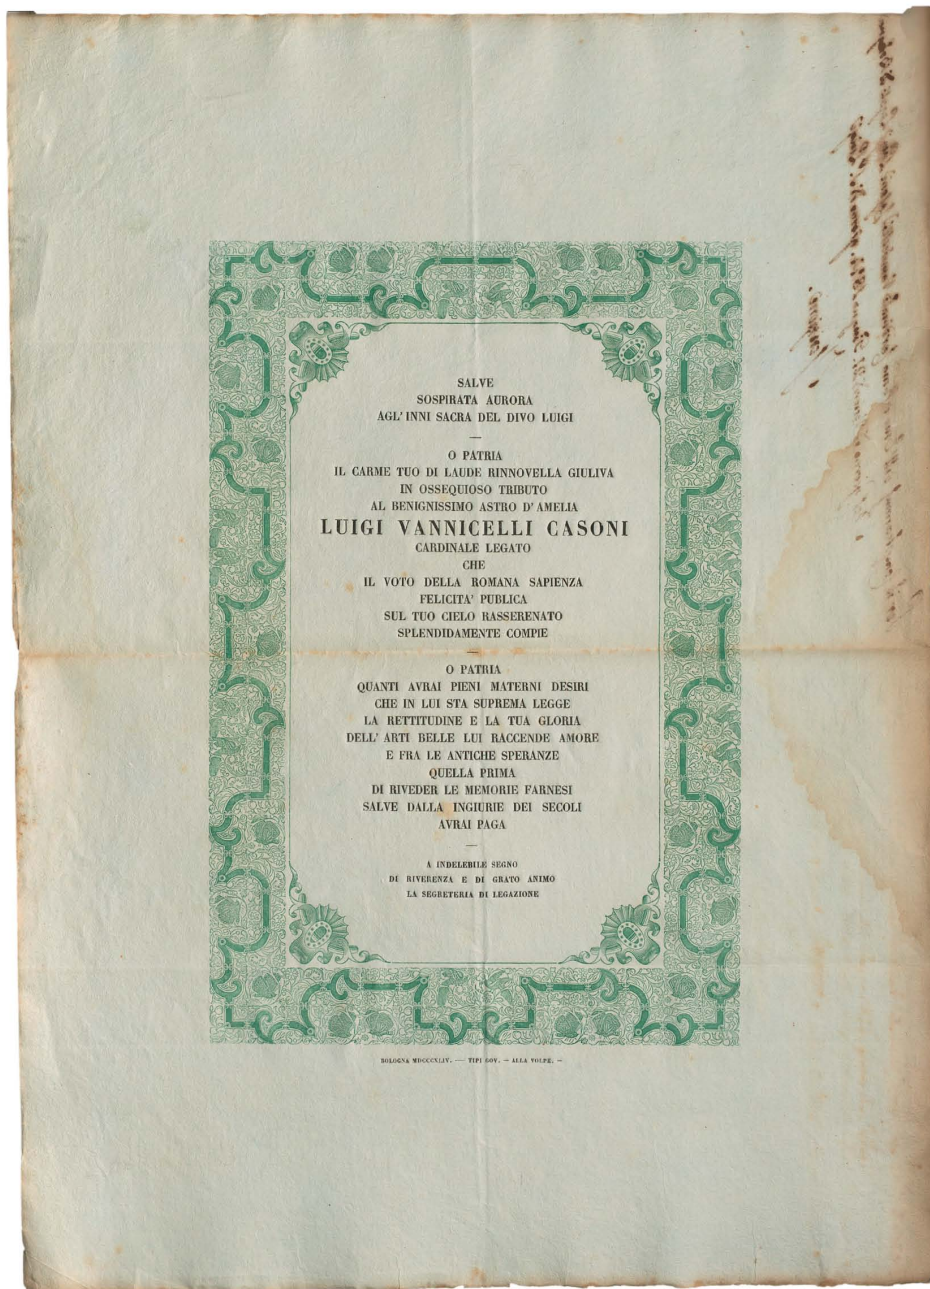 SALVE
SOSPIRATA AURORA
AGL' INNI SACRA DEL DIVO LUIGI
—
O PATRIA
IL CARME TUO DI LAUDE RINNOVELLA GIULIVA
IN OSSEQUIOSO TRIBUTO
AL BENIGNISSIMO ASTRO D' AMELIA
LUIGI VANNICELLI CASONI
CARDINALE LEGATO
CHE
IL VOTO DELLA ROMANA SAPIENZA
FELICITA' PUBLICA
SUL TUO CIELO RASSERENATO
SPLENDIDAMENTE COMPIE
—
O PATRIA
QUANTI AVRAI PIENI MATERNI DESIRI
CHE IN LUI STA SUPREMA LEGGE
LA RETTITUDINE E LA TUA GLORIA
DELL' ARTI BELLE LUI RACCENDE AMORE
E FRA LE ANTICHE SPERANZE
QUELLA PRIMA
DI RIVEDER LE MEMORIE FARNESI
SALVE DALLA INGIURIE DEI SECOLI
AVRAI PAGA
—
A INDELEBILE SEGNO
DI RIVERENZA E DI GRATO ANIMO
LA SEGRETERIA DI LEGAZIONE
BOLOGNA MDCCCXLIV. — TIPI GOV. — ALLA VOLPE. —